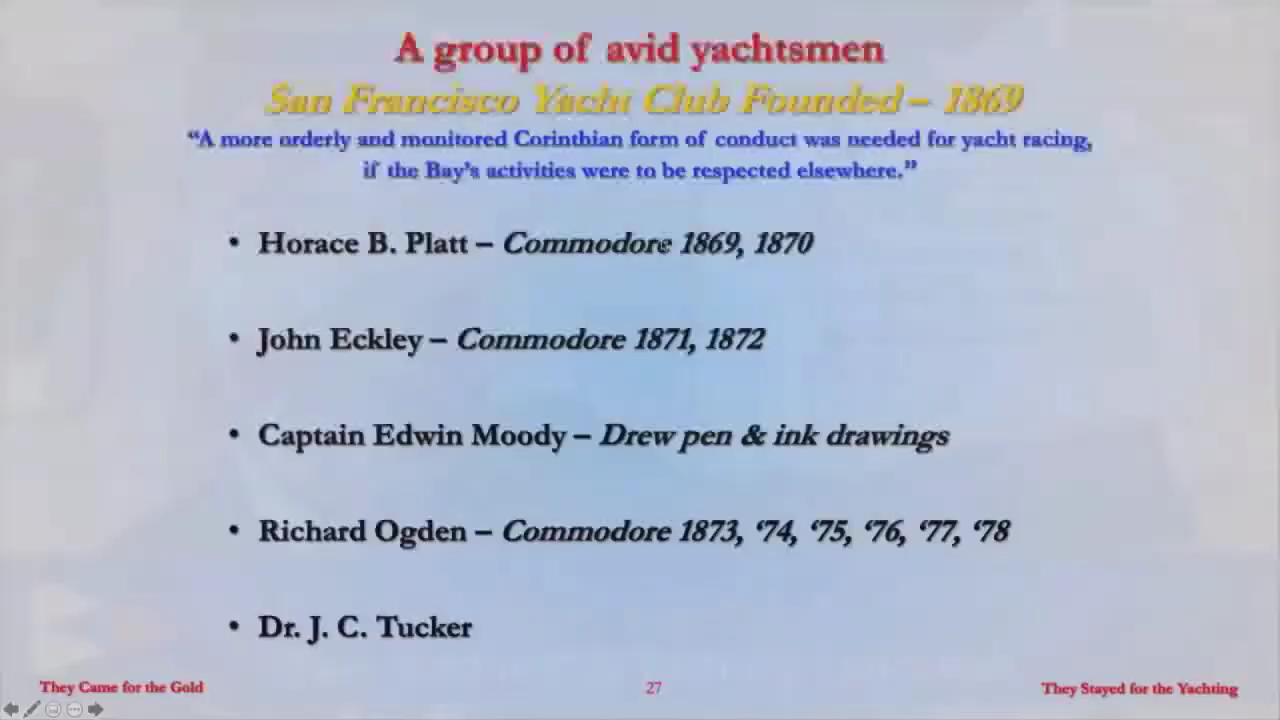 A group of avid yachtsmen
San Francisco Yacht Club Founded – 1869
“A more orderly and monitored Corinthian form of conduct was needed for yacht racing,
if the Bay’s activities were to be respected elsewhere.”
• Horace B. Platt – Commodore 1869, 1870
• John Eckley – Commodore 1871, 1872
• Captain Edwin Moody – Drew pen & ink drawings
• Richard Ogden – Commodore 1873, ‘74, ‘75, ‘76, ‘77, ‘78
• Dr. J. C. Tucker
They Came for the Gold 27 They Stayed for the Yachting